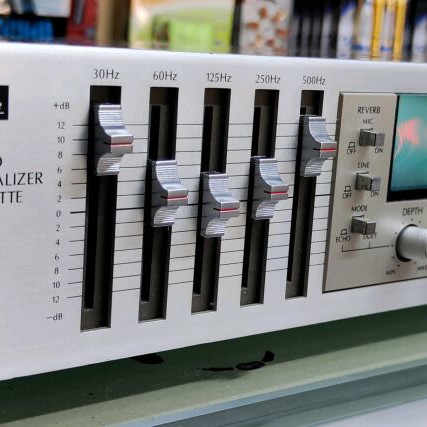 30Hz 60Hz 125Hz 250Hz 500Hz
+dB
12
10
8
6
4
2
0
2
4
6
8
10
12
-dB
ALIZER
TTE
REVERB
MIC
OFF ON
LINE
OFF ON
MODE
ECHO DUET
DEPTH
MIN